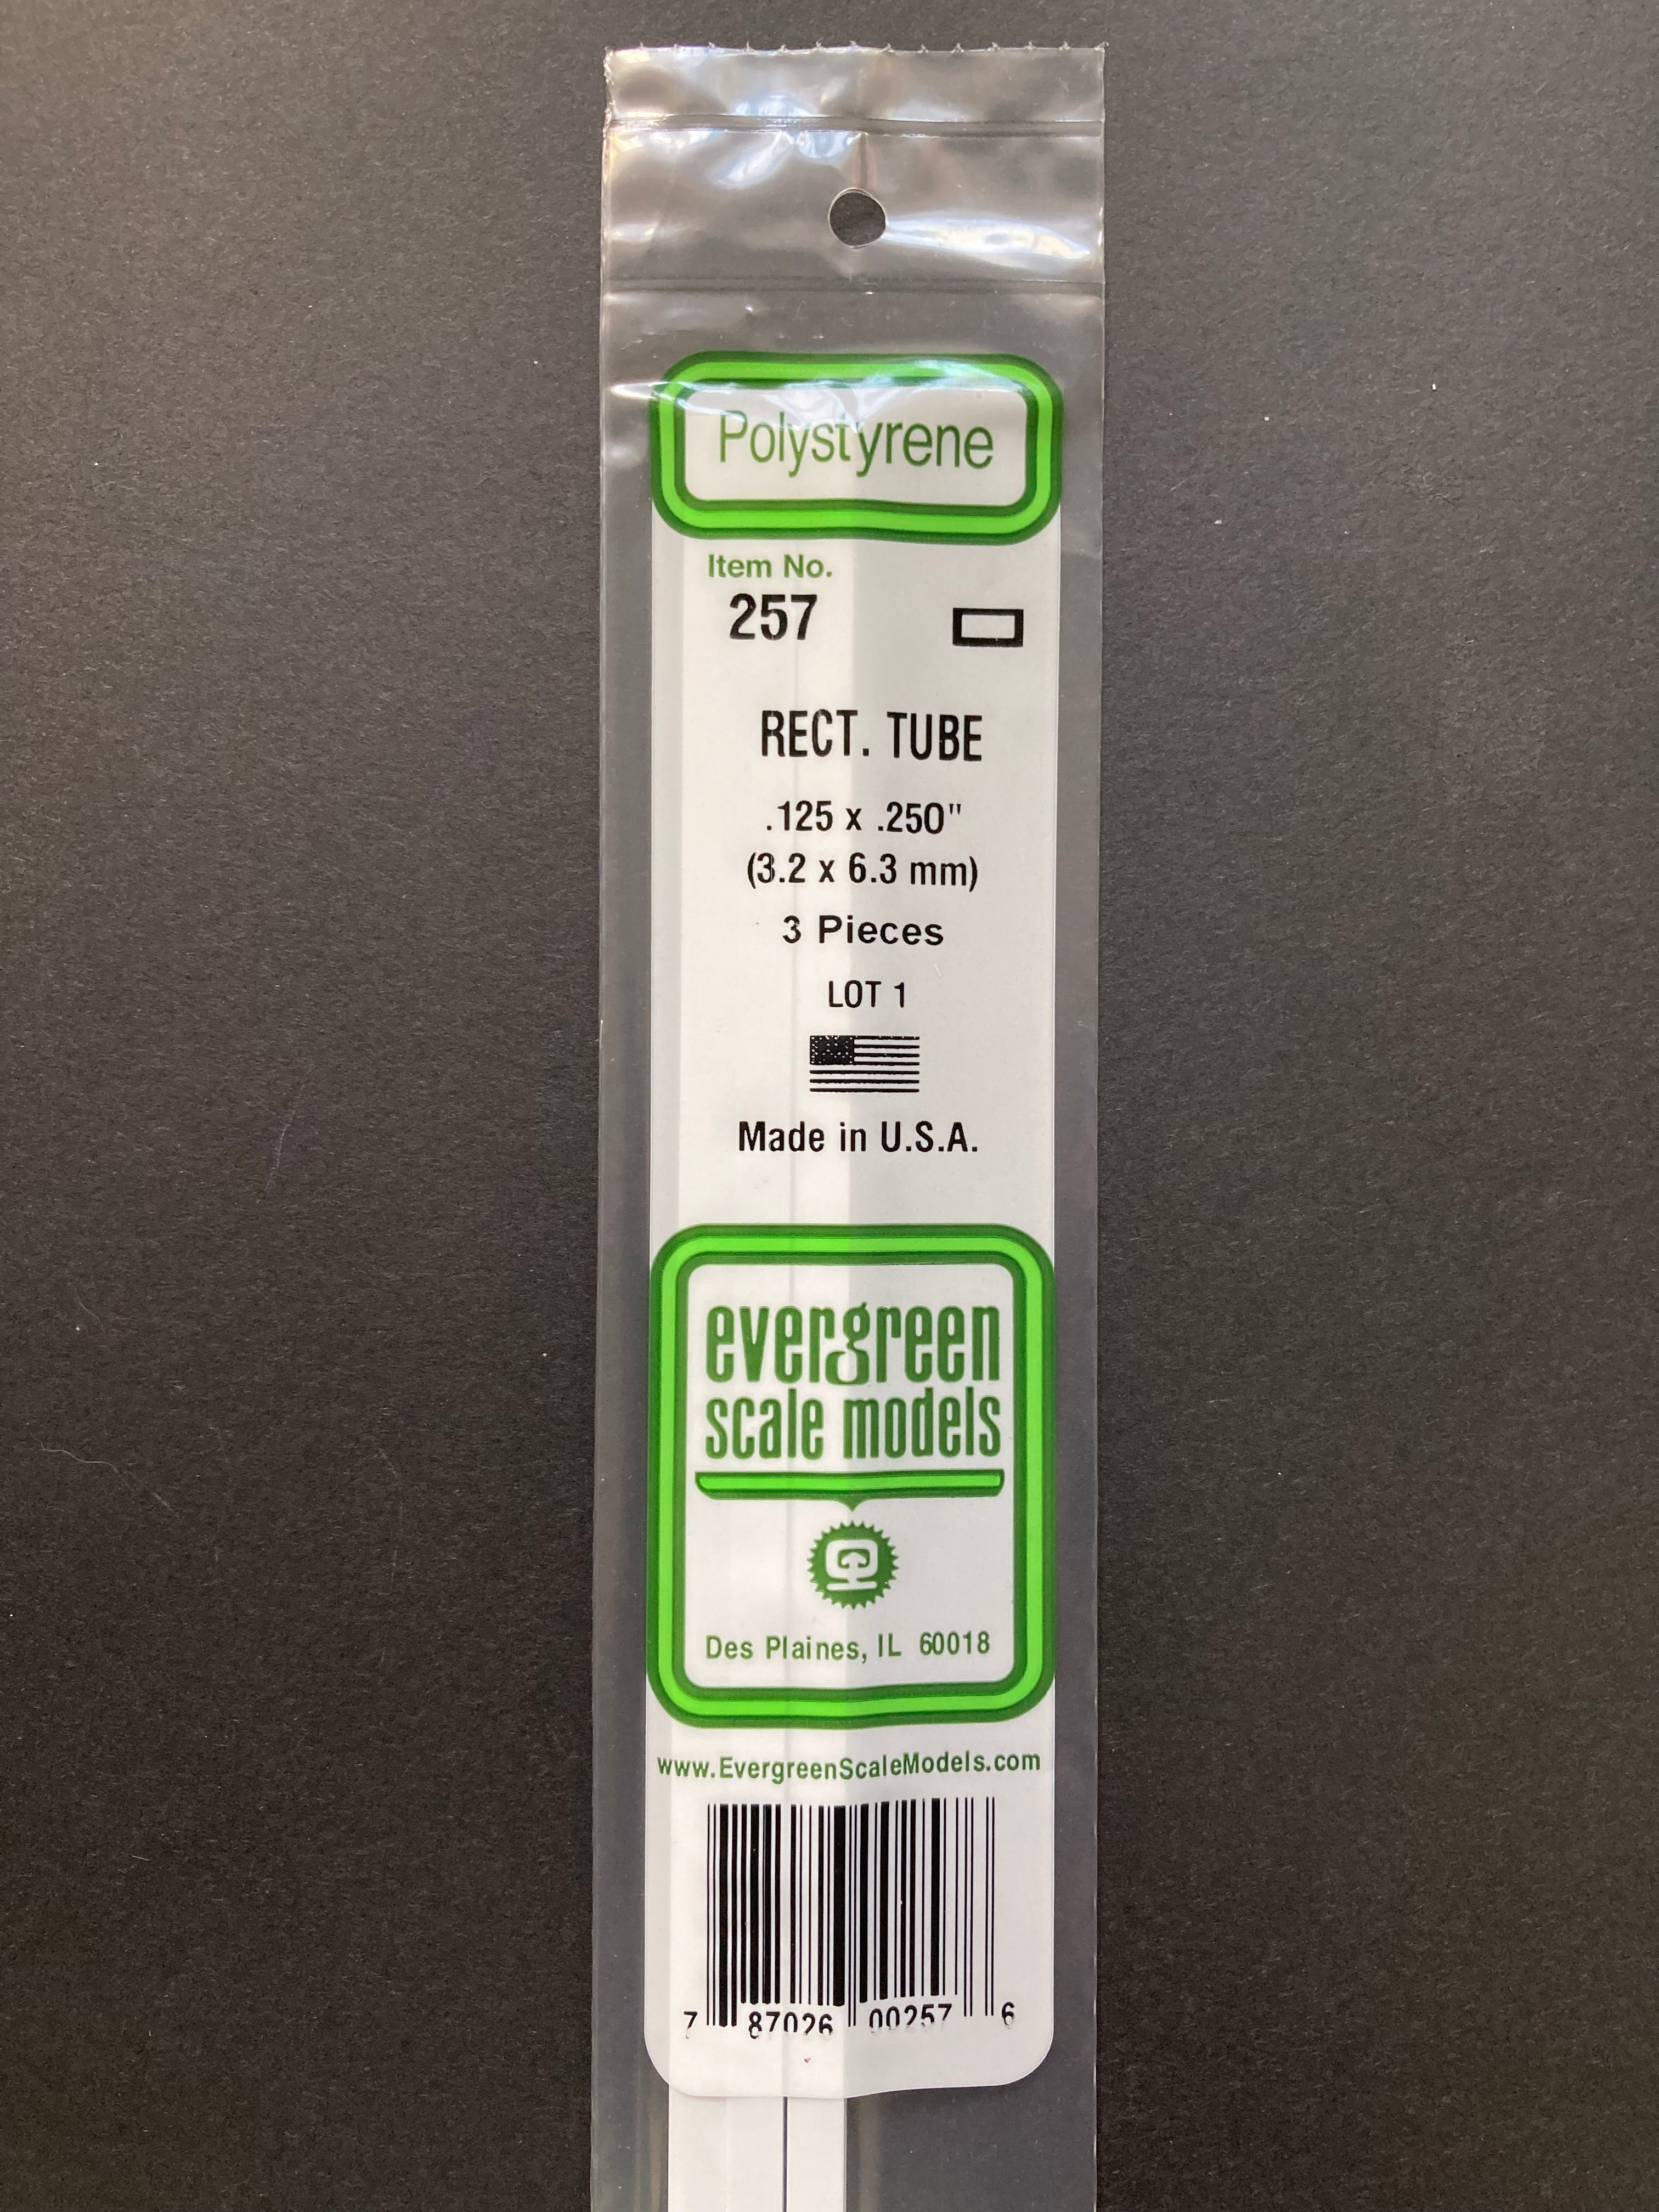 Polystyrene
Item No.
257
RECT. TUBE
.125 x .250"
(3.2 x 6.3 mm)
3 Pieces
LOT 1
Made in U.S.A.
evergreen
scale models
Des Plaines, IL 60018
www.EvergreenScaleModels.com
7 87026 00257 6